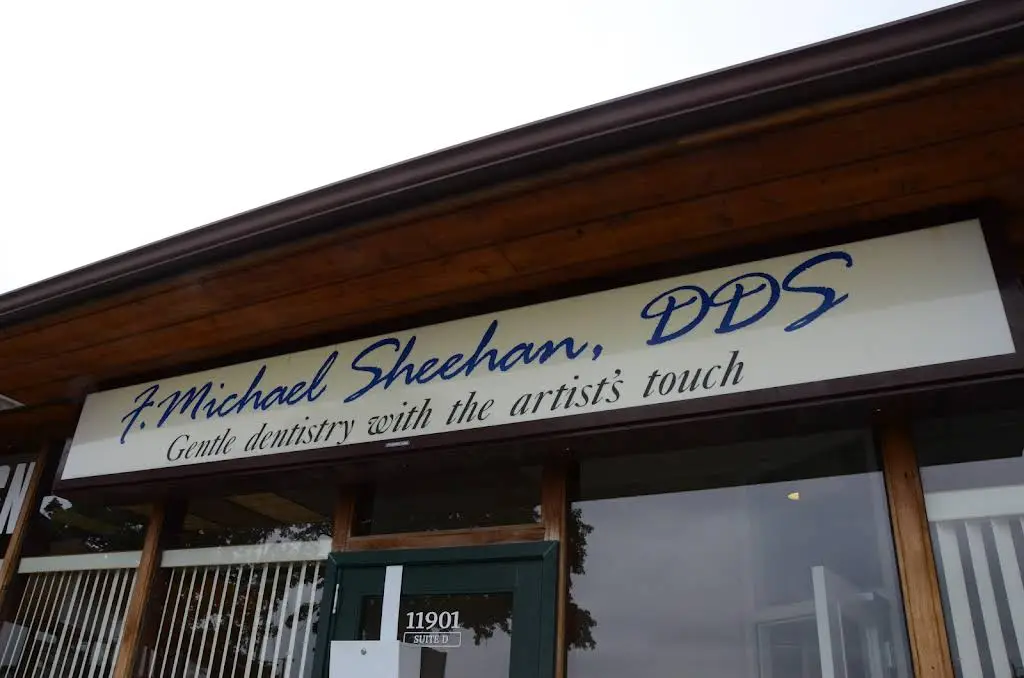 F. Michael Sheehan, DDS
Gentle dentistry with the artist's touch
11901
SUITE D